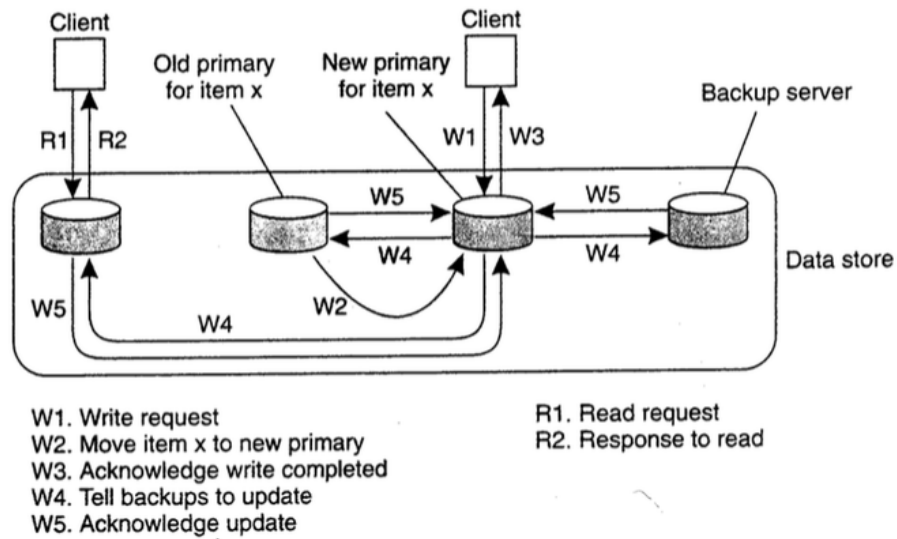 Client
Client
Old primary
for item x
New primary
for item x
Backup server
R1
R2
W1
W3
W5
W5
W4
W4
Data store
W5
W2
W4
W1. Write request
W2. Move item x to new primary
W3. Acknowledge write completed
W4. Tell backups to update
W5. Acknowledge update
R1. Read request
R2. Response to read